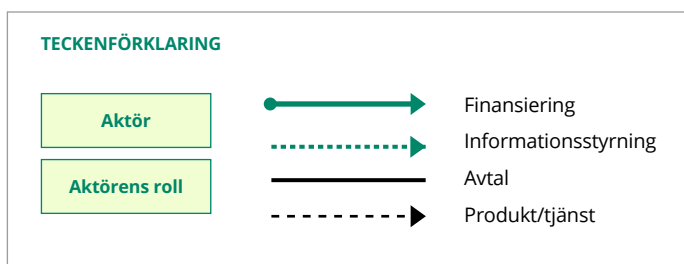 TECKENFÖRKLARING
Aktör
Aktörens roll
Finansiering
Informationsstyrning
Avtal
Produkt/tjänst